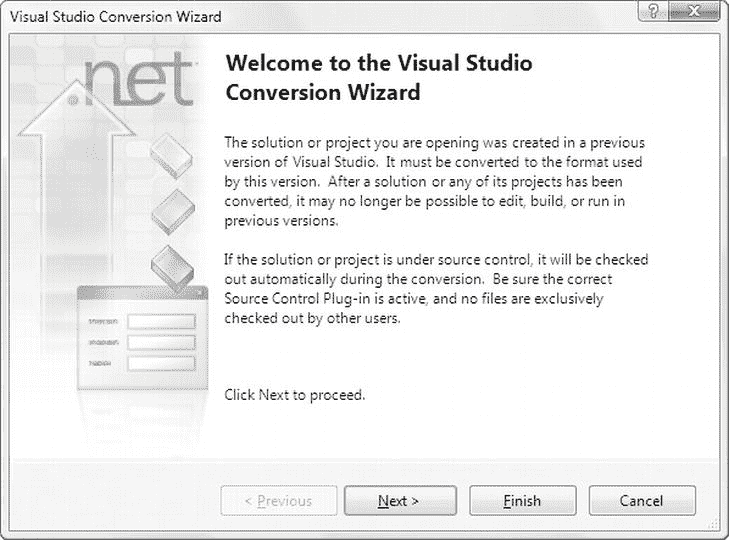 Visual Studio Conversion Wizard
?
X
.net
Welcome to the Visual Studio
Conversion Wizard
The solution or project you are opening was created in a previous
version of Visual Studio.  It must be converted to the format used
by this version.  After a solution or any of its projects has been
converted, it may no longer be possible to edit, build, or run in
previous versions.
If the solution or project is under source control, it will be checked
out automatically during the conversion.  Be sure the correct
Source Control Plug-in is active, and no files are exclusively
checked out by other users.
Click Next to proceed.
< Previous
Next >
Finish
Cancel